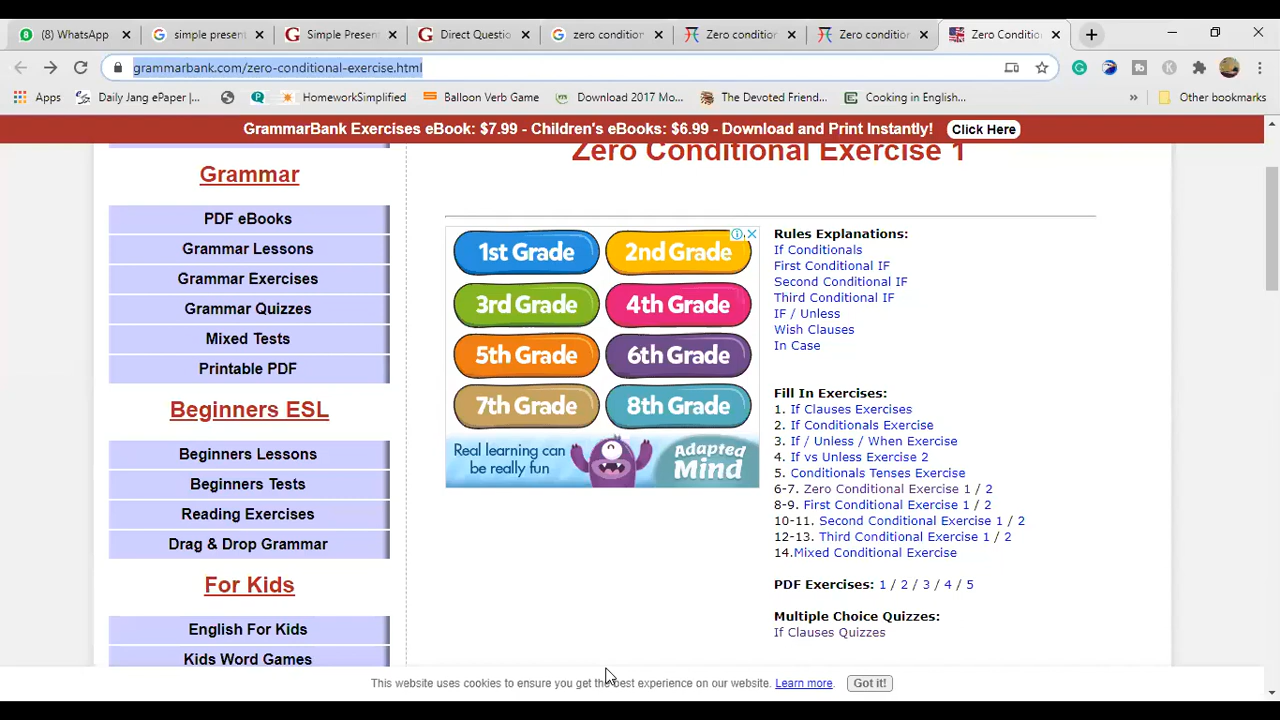 8
(8) WhatsApp
simple presen
Simple Presen
Direct Questio
zero condition
Zero condition
Zero condition
Zero Conditio
grammarbank.com/zero-conditional-exercise.html
Apps
Daily Jang ePaper |...
HomeworkSimplified
Balloon Verb Game
Download 2017 Mo...
The Devoted Friend...
Cooking in English...
»
Other bookmarks
GrammarBank Exercises eBook: $7.99 - Children's eBooks: $6.99 - Download and Print Instantly! Click Here
Zero Conditional Exercise 1
Grammar
PDF eBooks
Grammar Lessons
Grammar Exercises
Grammar Quizzes
Mixed Tests
Printable PDF
Beginners ESL
Beginners Lessons
Beginners Tests
Reading Exercises
Drag & Drop Grammar
For Kids
English For Kids
Kids Word Games
1st Grade
2nd Grade
3rd Grade
4th Grade
5th Grade
6th Grade
7th Grade
8th Grade
Real learning can
be really fun
Adapted
Mind
Rules Explanations:
If Conditionals
First Conditional IF
Second Conditional IF
Third Conditional IF
IF / Unless
Wish Clauses
In Case
Fill In Exercises:
1. If Clauses Exercises
2. If Conditionals Exercise
3. If / Unless / When Exercise
4. If vs Unless Exercise 2
5. Conditionals Tenses Exercise
6-7. Zero Conditional Exercise 1 / 2
8-9. First Conditional Exercise 1 / 2
10-11. Second Conditional Exercise 1 / 2
12-13. Third Conditional Exercise 1 / 2
14.Mixed Conditional Exercise
PDF Exercises: 1 / 2 / 3 / 4 / 5
Multiple Choice Quizzes:
If Clauses Quizzes
This website uses cookies to ensure you get the best experience on our website. Learn more. Got it!